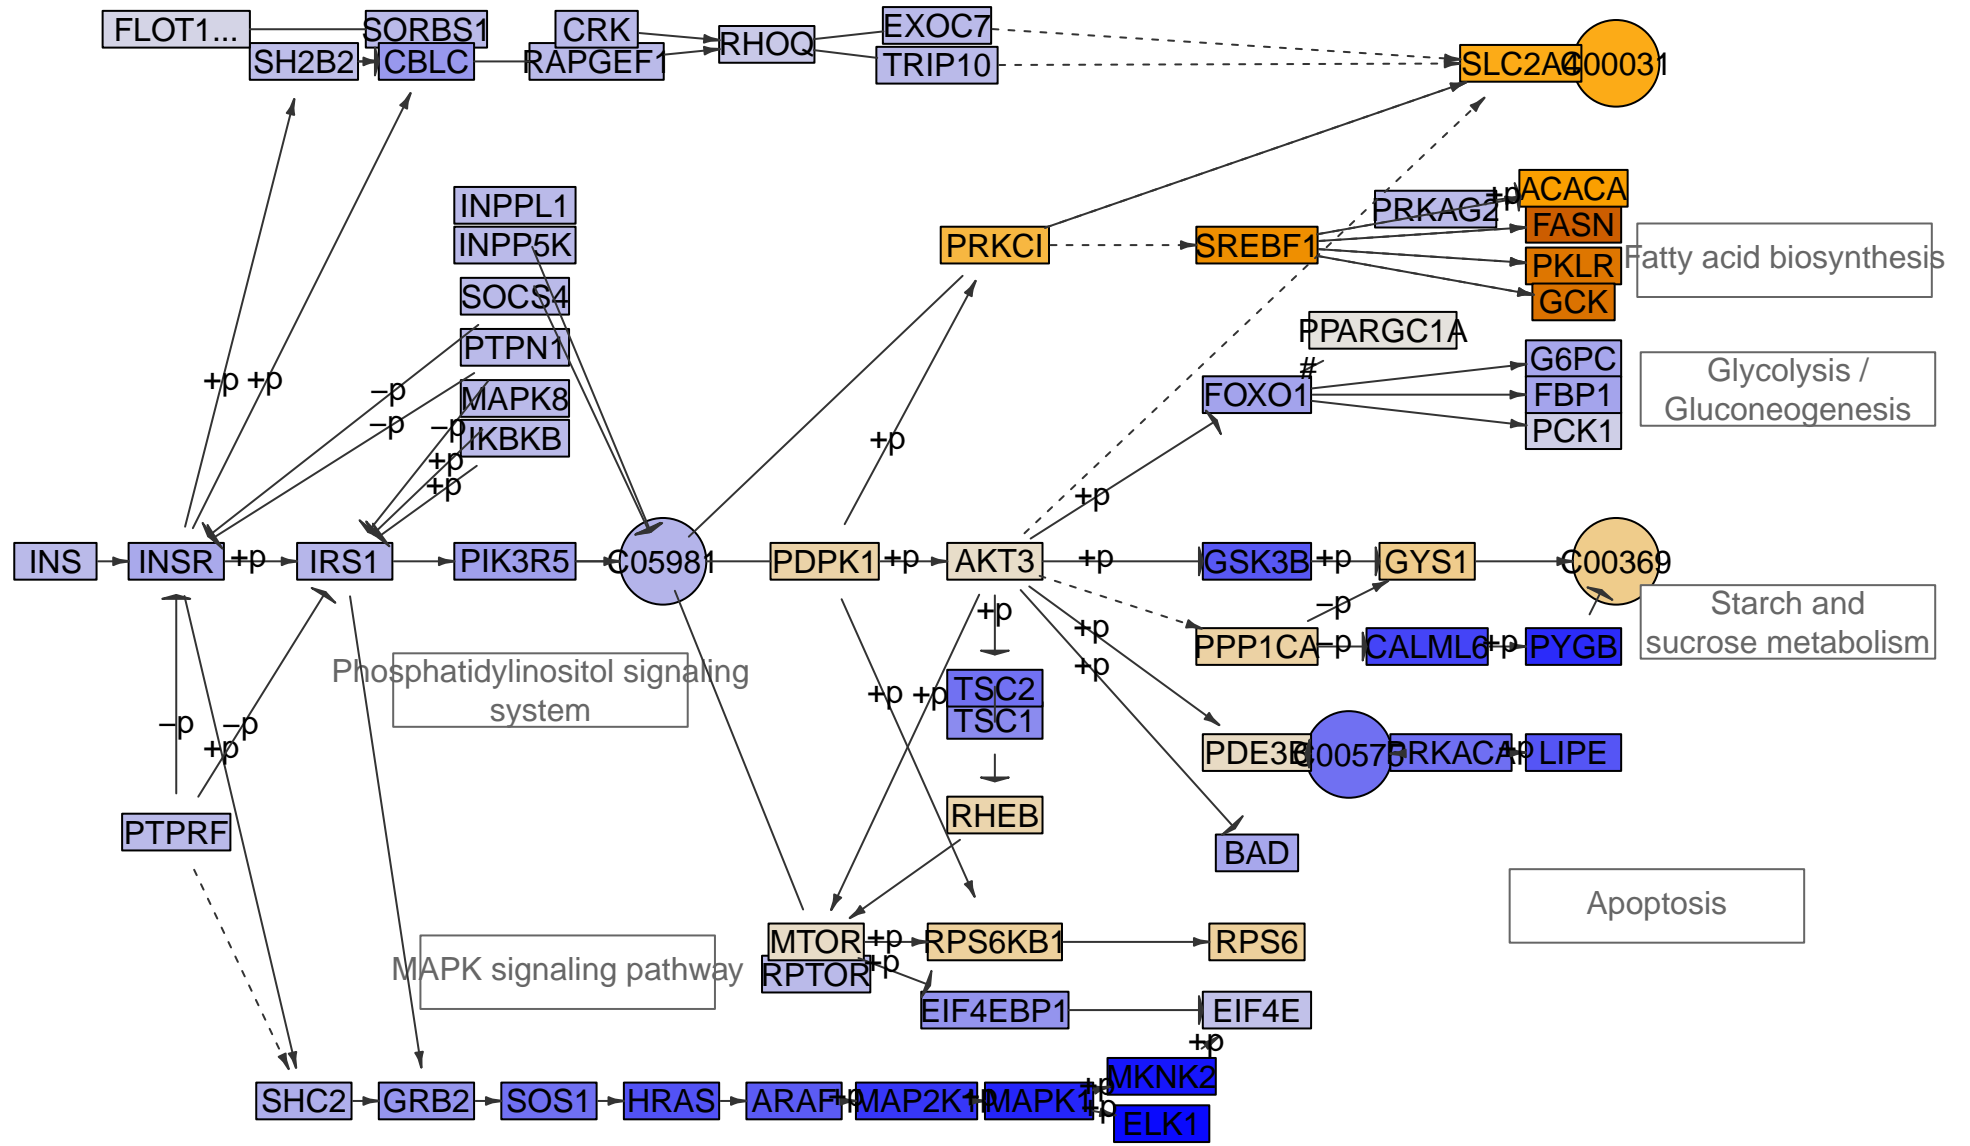 FLOT1...
SORBS1
CRK
EXOC7
SH2B2
CBLC
RAPGEF1
RHOQ
TRIP10
SLC2A4
C00031
INPPL1
INPP5K
SOCS4
PTPN1
MAPK8
IKBKB
PRKCI
SREBF1
PRKAG2
+p
ACACA
FASN
PKLR
GCK
Fatty acid biosynthesis
PPARGC1A
#
FOXO1
G6PC
FBP1
PCK1
Glycolysis /
Gluconeogenesis
+p
+p
−p
−p
−p
+p
+p
+p
+p
INS
INSR
+p
IRS1
PIK3R5
C05981
PDPK1
+p
AKT3
+p
GSK3B
+p
GYS1
C00369
Starch and
sucrose metabolism
−p
+p
+p
+p
PPP1CA
−p
CALML6
+p
PYGB
Phosphatidylinositol signaling
system
+p
+p
TSC2
TSC1
−p
+p
−p
PDE3B
C00575
PRKACA
+p
LIPE
PTPRF
RHEB
BAD
Apoptosis
MTOR
RPTOR
+p
+p
RPS6KB1
RPS6
MAPK signaling pathway
EIF4EBP1
EIF4E
+p
SHC2
GRB2
SOS1
HRAS
ARAF
+p
MAP2K1
+p
MAPK1
+p
+p
MKNK2
ELK1